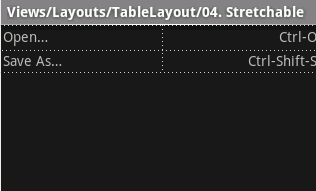 Views/Layouts/TableLayout/04. Stretchable
Open... Ctrl-O
Save As... Ctrl-Shift-S